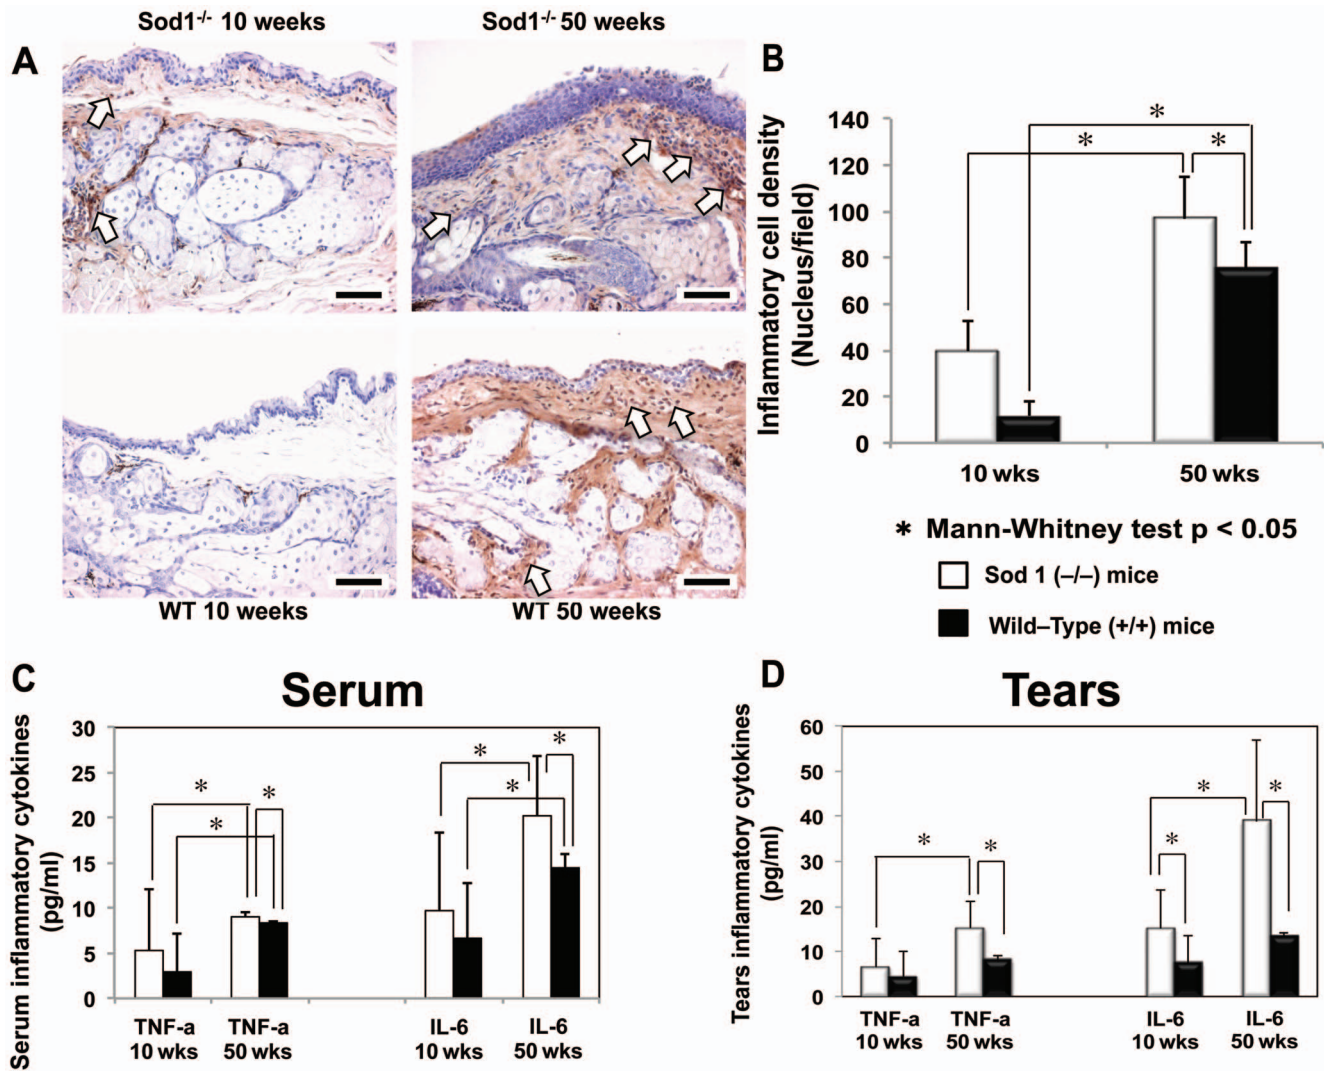 Sod1-/- 10 weeks
Sod1-/- 50 weeks
A
WT 10 weeks
WT 50 weeks
B
Inflammatory cell density
(Nucleus/field)
140
120
100
80
60
40
20
0
*
*
*
10 wks
50 wks
* Mann-Whitney test p < 0.05
Sod 1 (–/–) mice
Wild–Type (+/+) mice
C
Serum
Serum inflammatory cytokines
(pg/ml)
30
25
20
15
10
5
0
*
*
*
*
*
*
TNF-a
10 wks
TNF-a
50 wks
IL-6
10 wks
IL-6
50 wks
D
Tears
Tears inflammatory cytokines
(pg/ml)
60
50
40
30
20
10
0
*
*
*
*
*
TNF-a
10 wks
TNF-a
50 wks
IL-6
10 wks
IL-6
50 wks